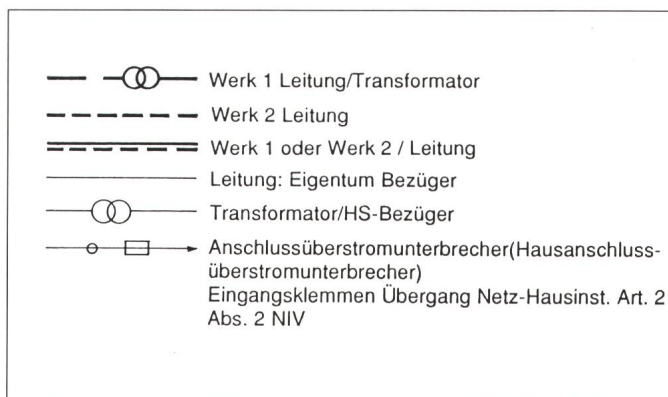 Werk 1 Leitung/Transformator
Werk 2 Leitung
Werk 1 oder Werk 2 / Leitung
Leitung: Eigentum Bezüger
Transformator/HS-Bezüger
Anschlussüberstromunterbrecher(Hausanschluss-
überstromunterbrecher)
Eingangsklemmen Übergang Netz-Hausinst. Art. 2
Abs. 2 NIV